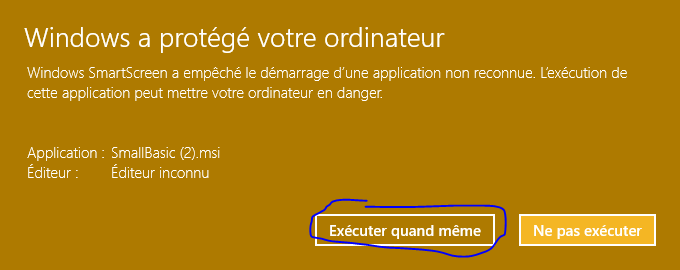 Windows a protégé votre ordinateur
Windows SmartScreen a empêché le démarrage d'une application non reconnue. L'exécution de
cette application peut mettre votre ordinateur en danger.
Application : SmallBasic (2).msi
Éditeur : Éditeur inconnu
Exécuter quand même Ne pas exécuter